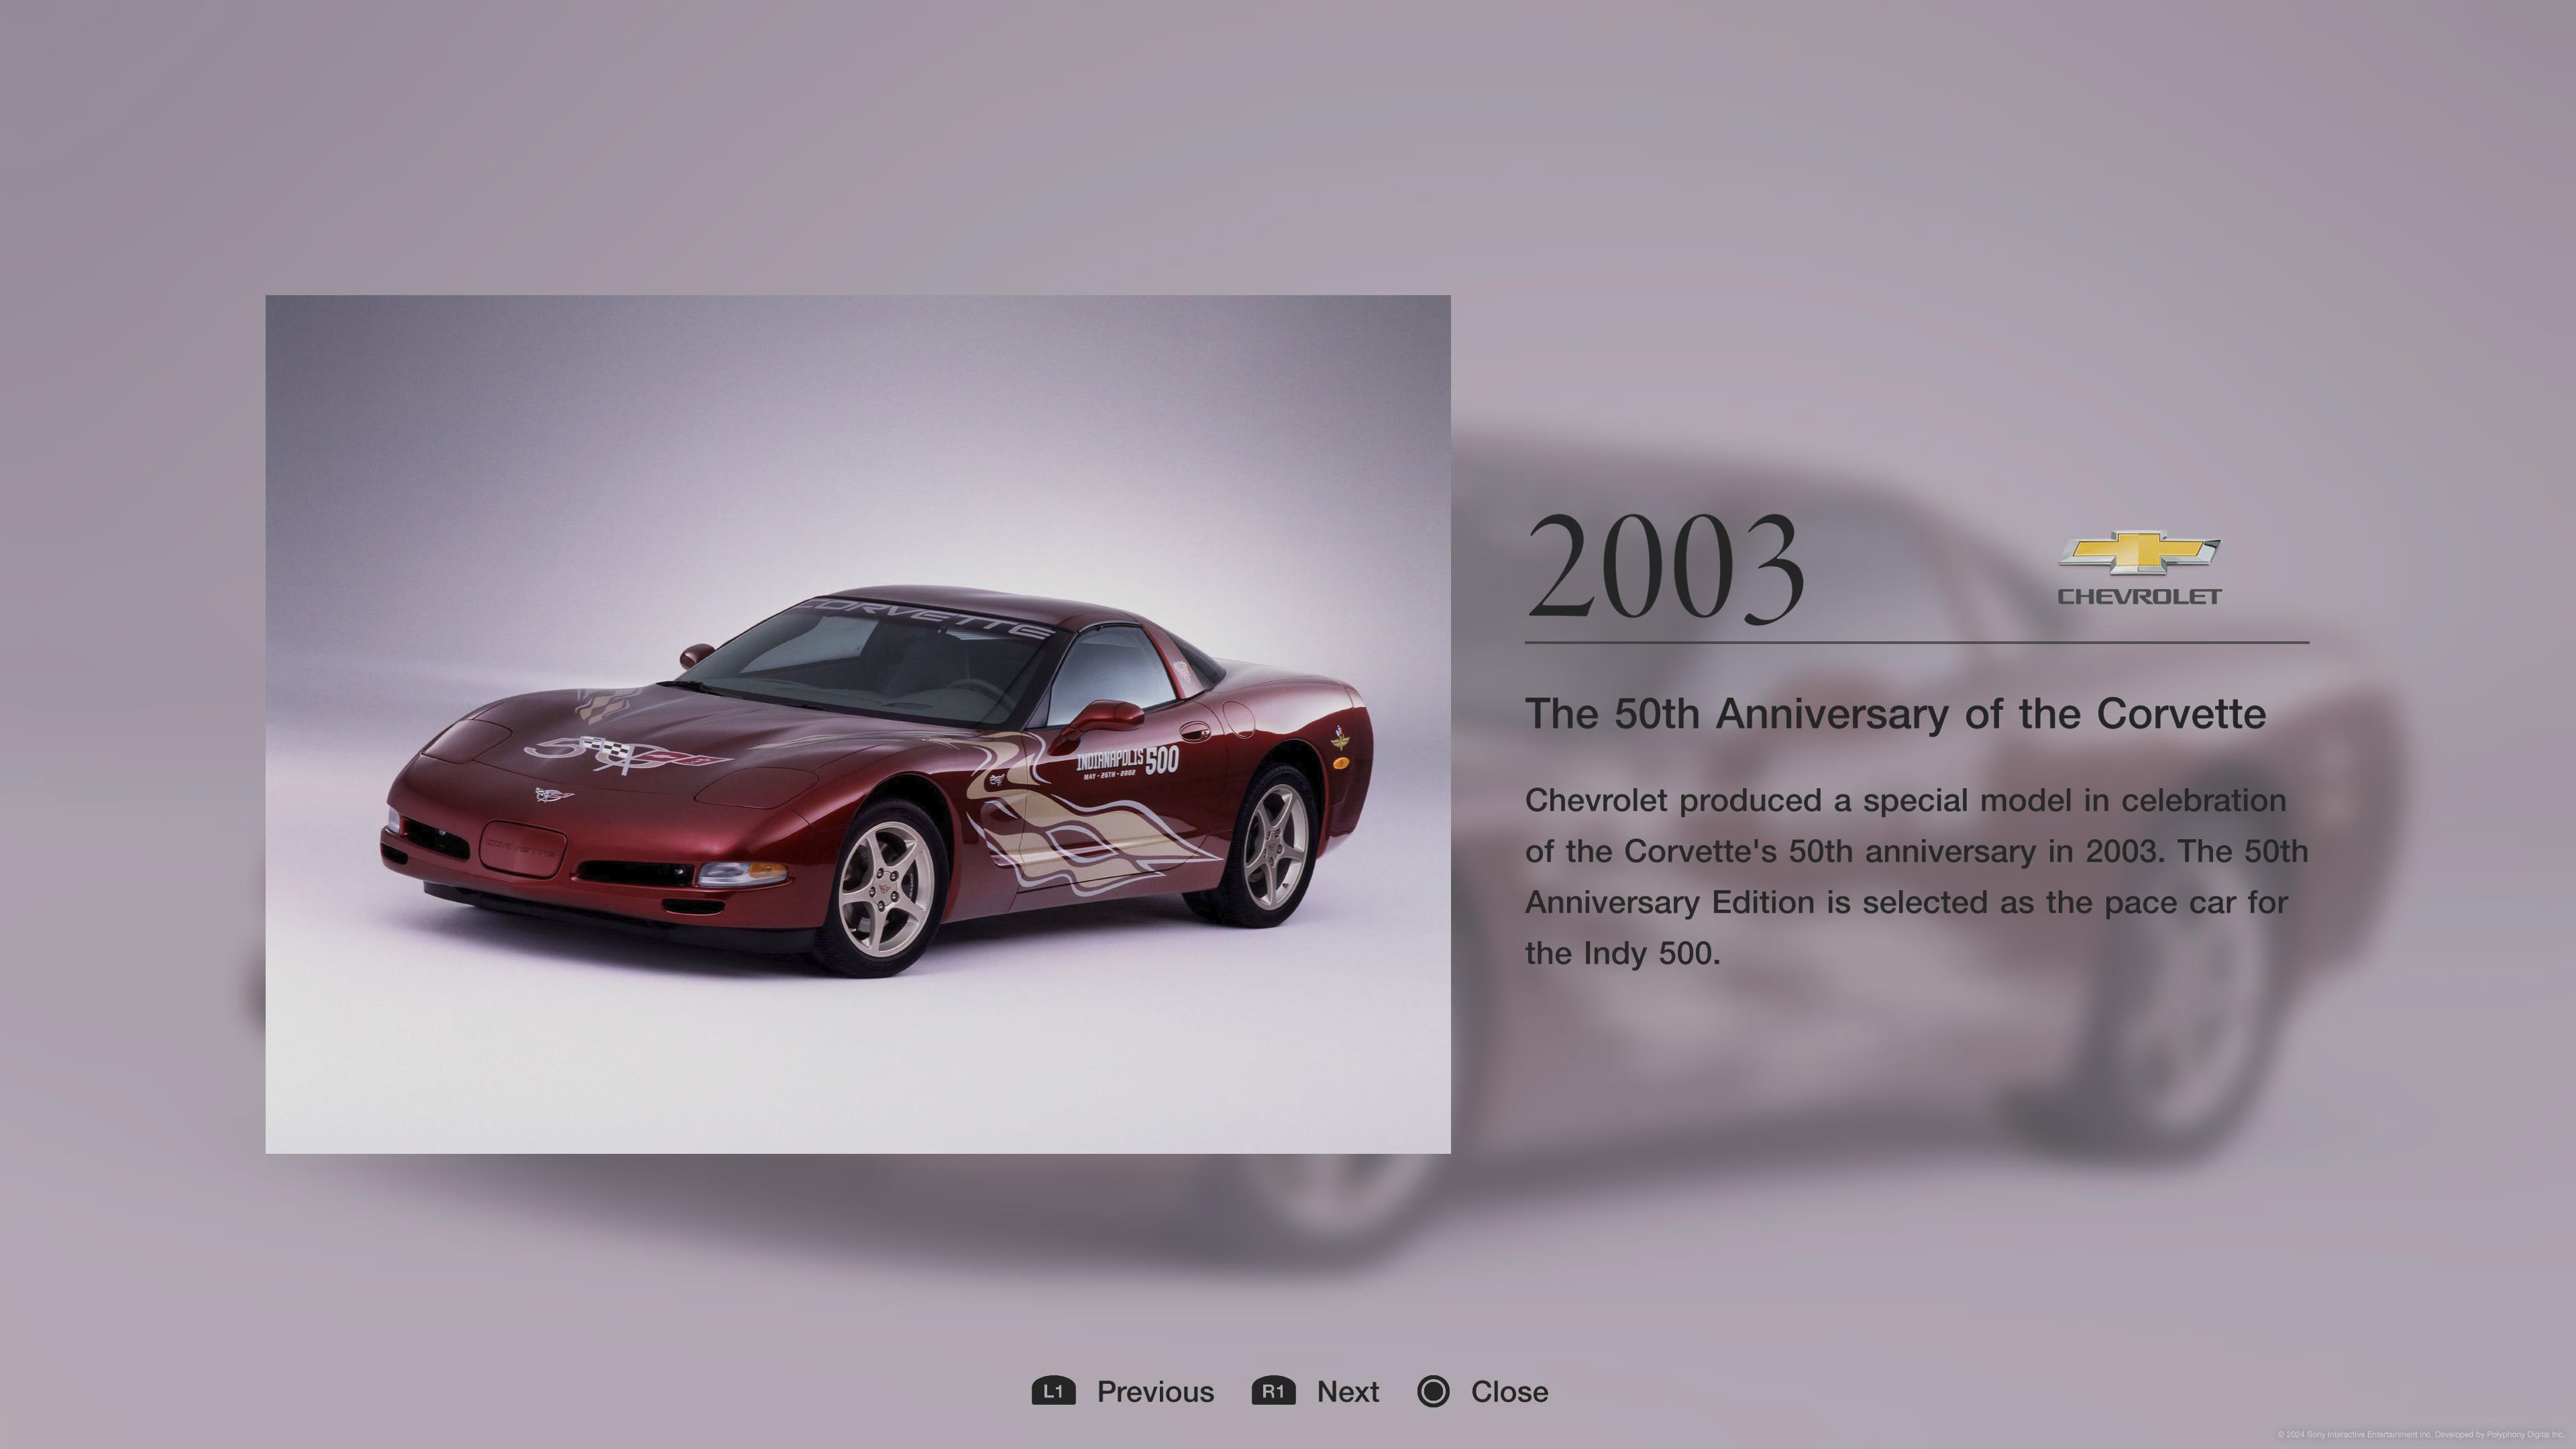 CORVETTE
INDIANAPOLIS 500
MAY • 26TH • 2002
2003
CHEVROLET
The 50th Anniversary of the Corvette
Chevrolet produced a special model in celebration
of the Corvette's 50th anniversary in 2003. The 50th
Anniversary Edition is selected as the pace car for
the Indy 500.
L1 Previous R1 Next Close
© 2024 Sony Interactive Entertainment Inc. Developed by Polyphony Digital Inc.